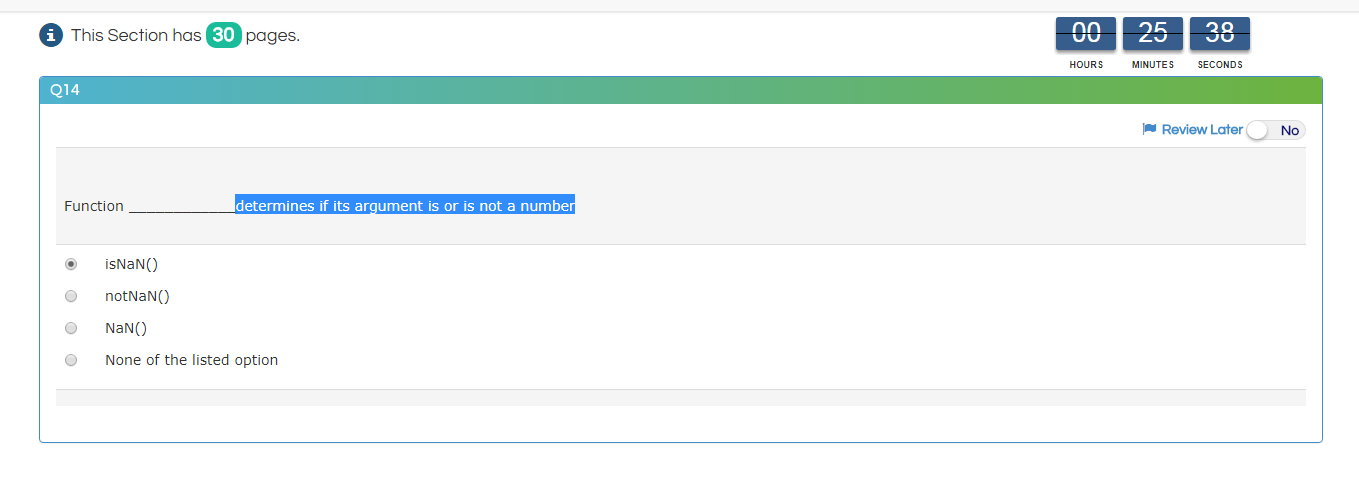 This Section has 30 pages.
00 25 38
HOURS MINUTES SECONDS
Q14
Review Later No
Function _____________determines if its argument is or is not a number
isNaN()
notNaN()
NaN()
None of the listed option